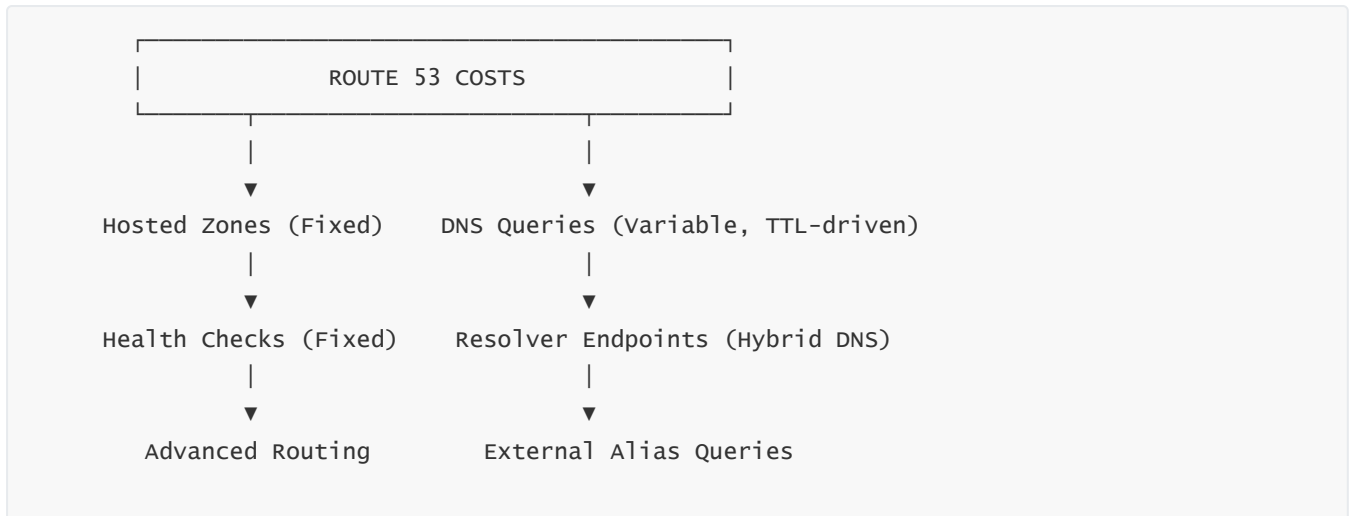 ROUTE 53 COSTS
Hosted Zones (Fixed) DNS Queries (Variable, TTL-driven)
Health Checks (Fixed) Resolver Endpoints (Hybrid DNS)
Advanced Routing External Alias Queries